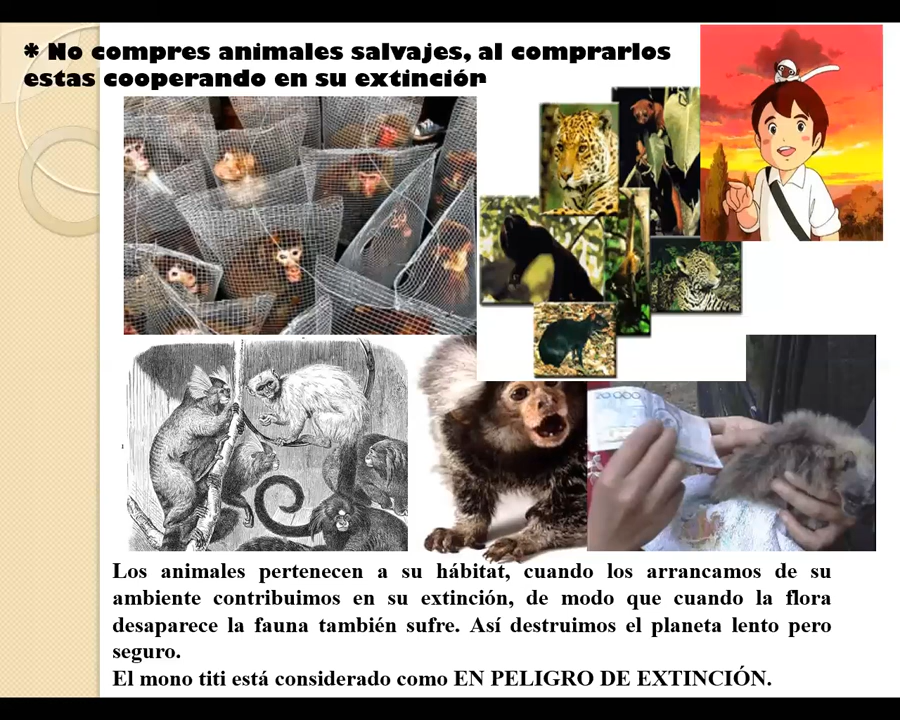 * No compres animales salvajes, al comprarlos
estas cooperando en su extinción
20000
Los animales pertenecen a su hábitat, cuando los arrancamos de su
ambiente contribuimos en su extinción, de modo que cuando la flora
desaparece la fauna también sufre. Así destruimos el planeta lento pero
seguro.
El mono titi está considerado como EN PELIGRO DE EXTINCIÓN.